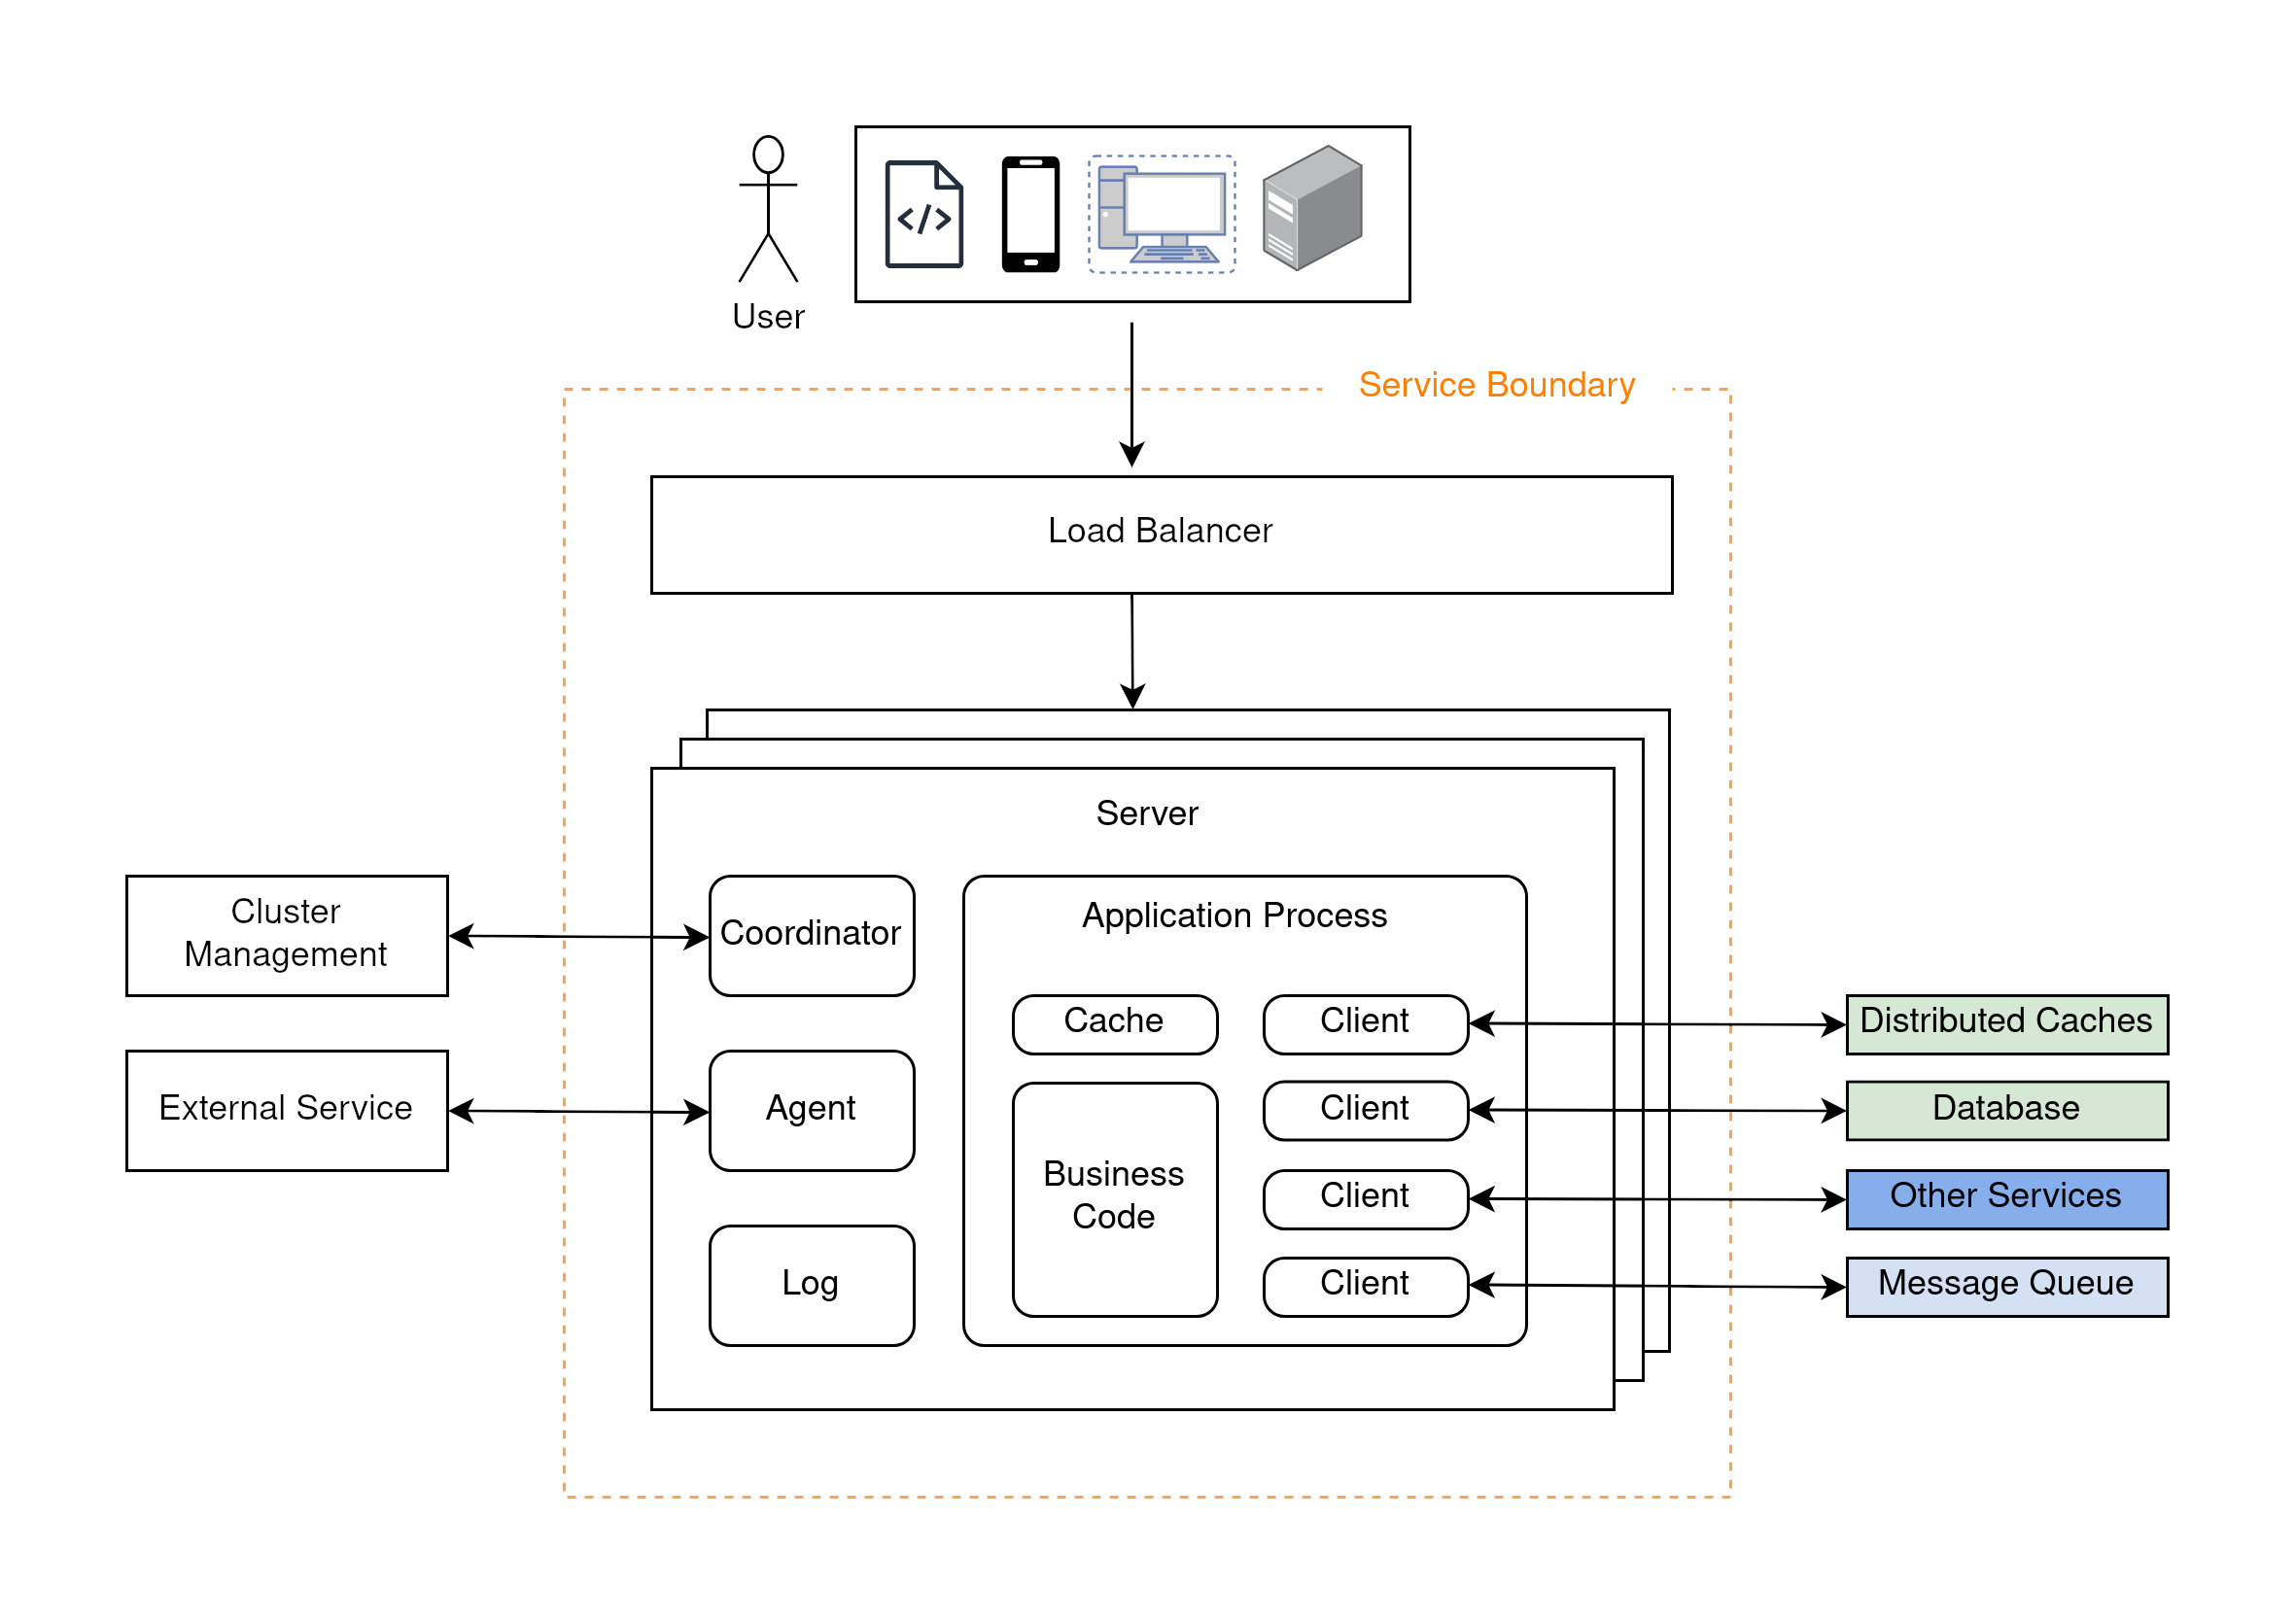 User
Service Boundary
Load Balancer
Server
Cluster
Management
Coordinator
Application Process
Cache
Client
Distributed Caches
External Service
Agent
Business
Code
Client
Database
Client
Other Services
Log
Client
Message Queue